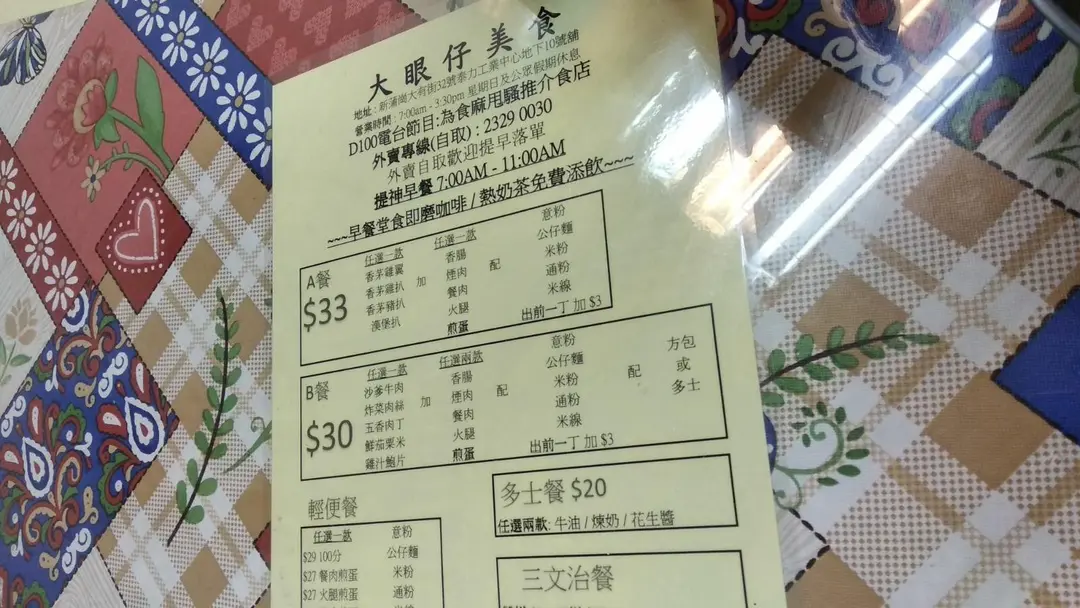 大眼仔美食
地址 : 新蒲崗大有街32號泰力工業中心地下10號舖
營業時間 : 7:00am - 3:30pm 星期日及公眾假期休息
D100電台節目:為食麻甩騷推介食店
外賣專線(自取) : 2329 0030
外賣自取歡迎提早落單
提神早餐 7:00AM - 11:00AM
~~~早餐堂食即磨咖啡 / 熱奶茶免費添飲~~~
A餐
$33
任選一款
香茅雞翼
香茅雞扒
香茅豬扒
漢堡扒
加
任選一款
香腸
煙肉
餐肉
火腿
煎蛋
配
意粉
公仔麵
米粉
通粉
米線
出前一丁加 $3
B餐
$30
任選一款
沙爹牛肉
炸菜肉絲
五香肉丁
鮮茄粟米
雞汁鮑片
加
任選兩款
香腸
煙肉
餐肉
火腿
煎蛋
配
意粉
公仔麵
米粉
通粉
米線
出前一丁加 $3
配
方包
或
多士
輕便餐
任選一款
$29 100分
$27 餐肉煎蛋
$27 火腿煎蛋
意粉
公仔麵
米粉
通粉
多士餐 $20
任選兩款: 牛油 / 煉奶 / 花生醬
三文治餐